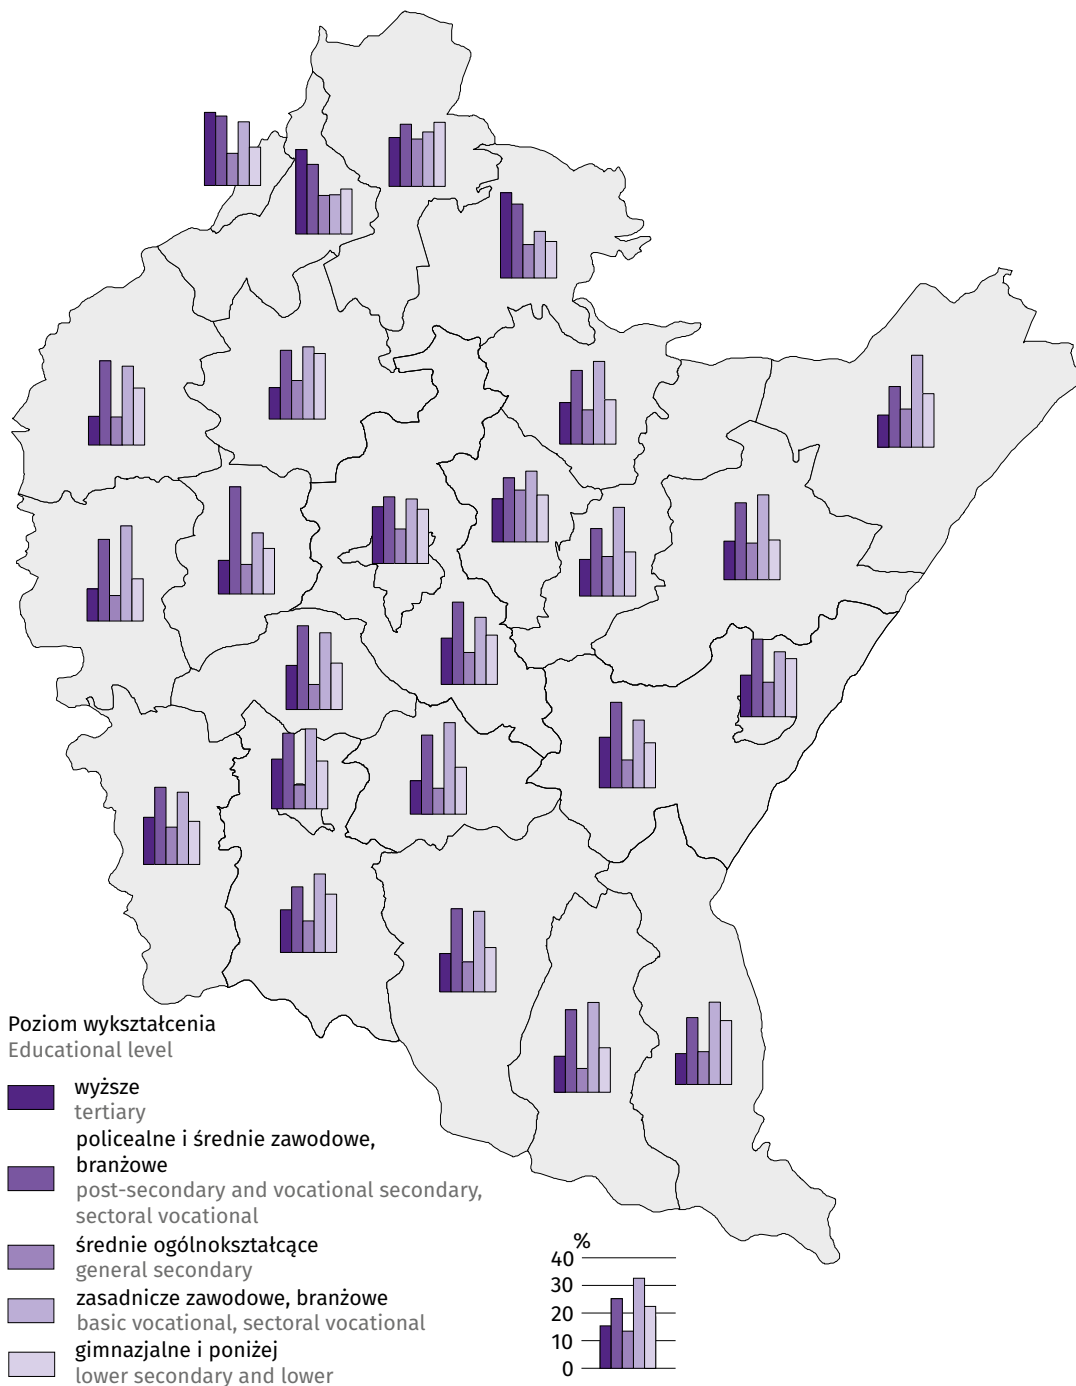 Poziom wykształcenia
Educational level
wyższe
tertiary
policealne i średnie zawodowe,
branżowe
post-secondary and vocational secondary,
sectoral vocational
średnie ogólnokształcące
general secondary
zasadnicze zawodowe, branżowe
basic vocational, sectoral vocational
gimnazjalne i poniżej
lower secondary and lower
%
40
30
20
10
0